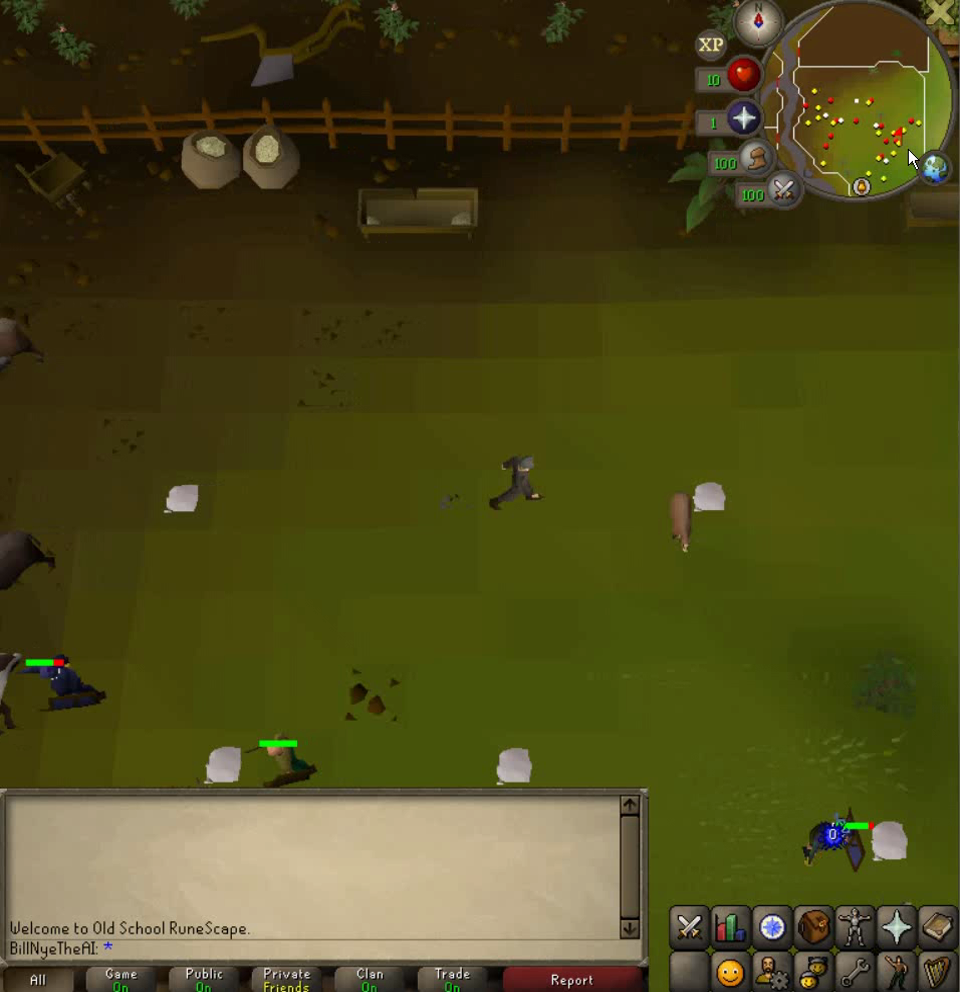 N
XP
10
1
100
100
0
Welcome to Old School RuneScape.
BillNyeTheAI: *
All
Game
On
Public
On
Private
Friends
Clan
On
Trade
On
Report